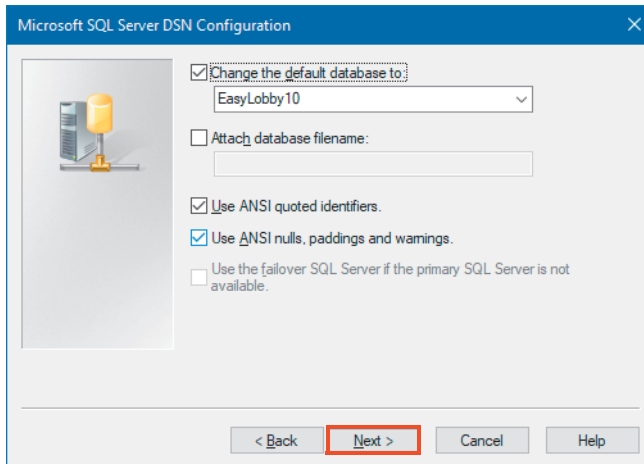 Microsoft SQL Server DSN Configuration
Change the default database to:
EasyLobby10
Attach database filename:
Use ANSI quoted identifiers.
Use ANSI nulls, paddings and warnings.
Use the failover SQL Server if the primary SQL Server is not
available.
< Back
Next >
Cancel
Help